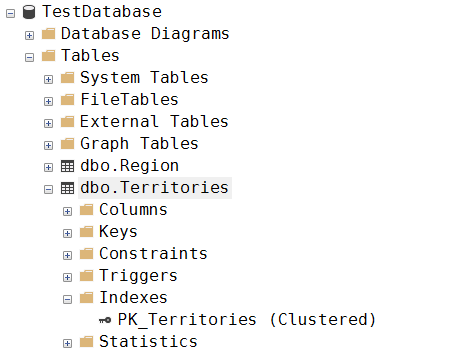 TestDatabase
Database Diagrams
Tables
System Tables
FileTables
External Tables
Graph Tables
dbo.Region
dbo.Territories
Columns
Keys
Constraints
Triggers
Indexes
PK_Territories (Clustered)
Statistics